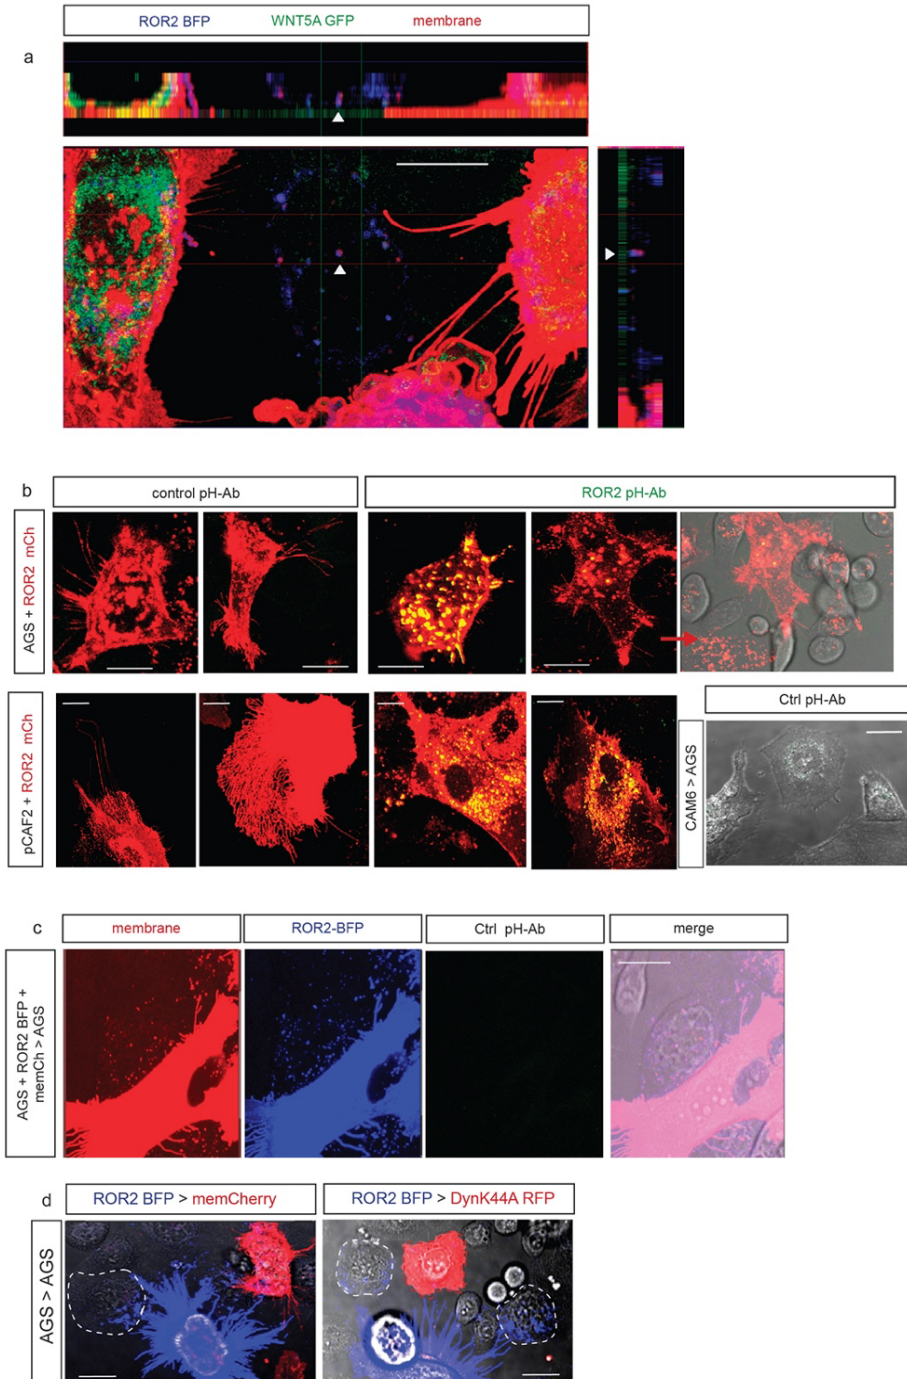 ROR2 BFP WNT5A GFP membrane
a
b
control pH-Ab ROR2 pH-Ab
AGS + ROR2 mCh
pCAF2 + ROR2 mCh
Ctrl pH-Ab
CAM6 > AGS
c
membrane ROR2-BFP Ctrl pH-Ab merge
AGS + ROR2 BFP +
memCh > AGS
d
ROR2 BFP > memCherry ROR2 BFP > DynK44A RFP
AGS > AGS